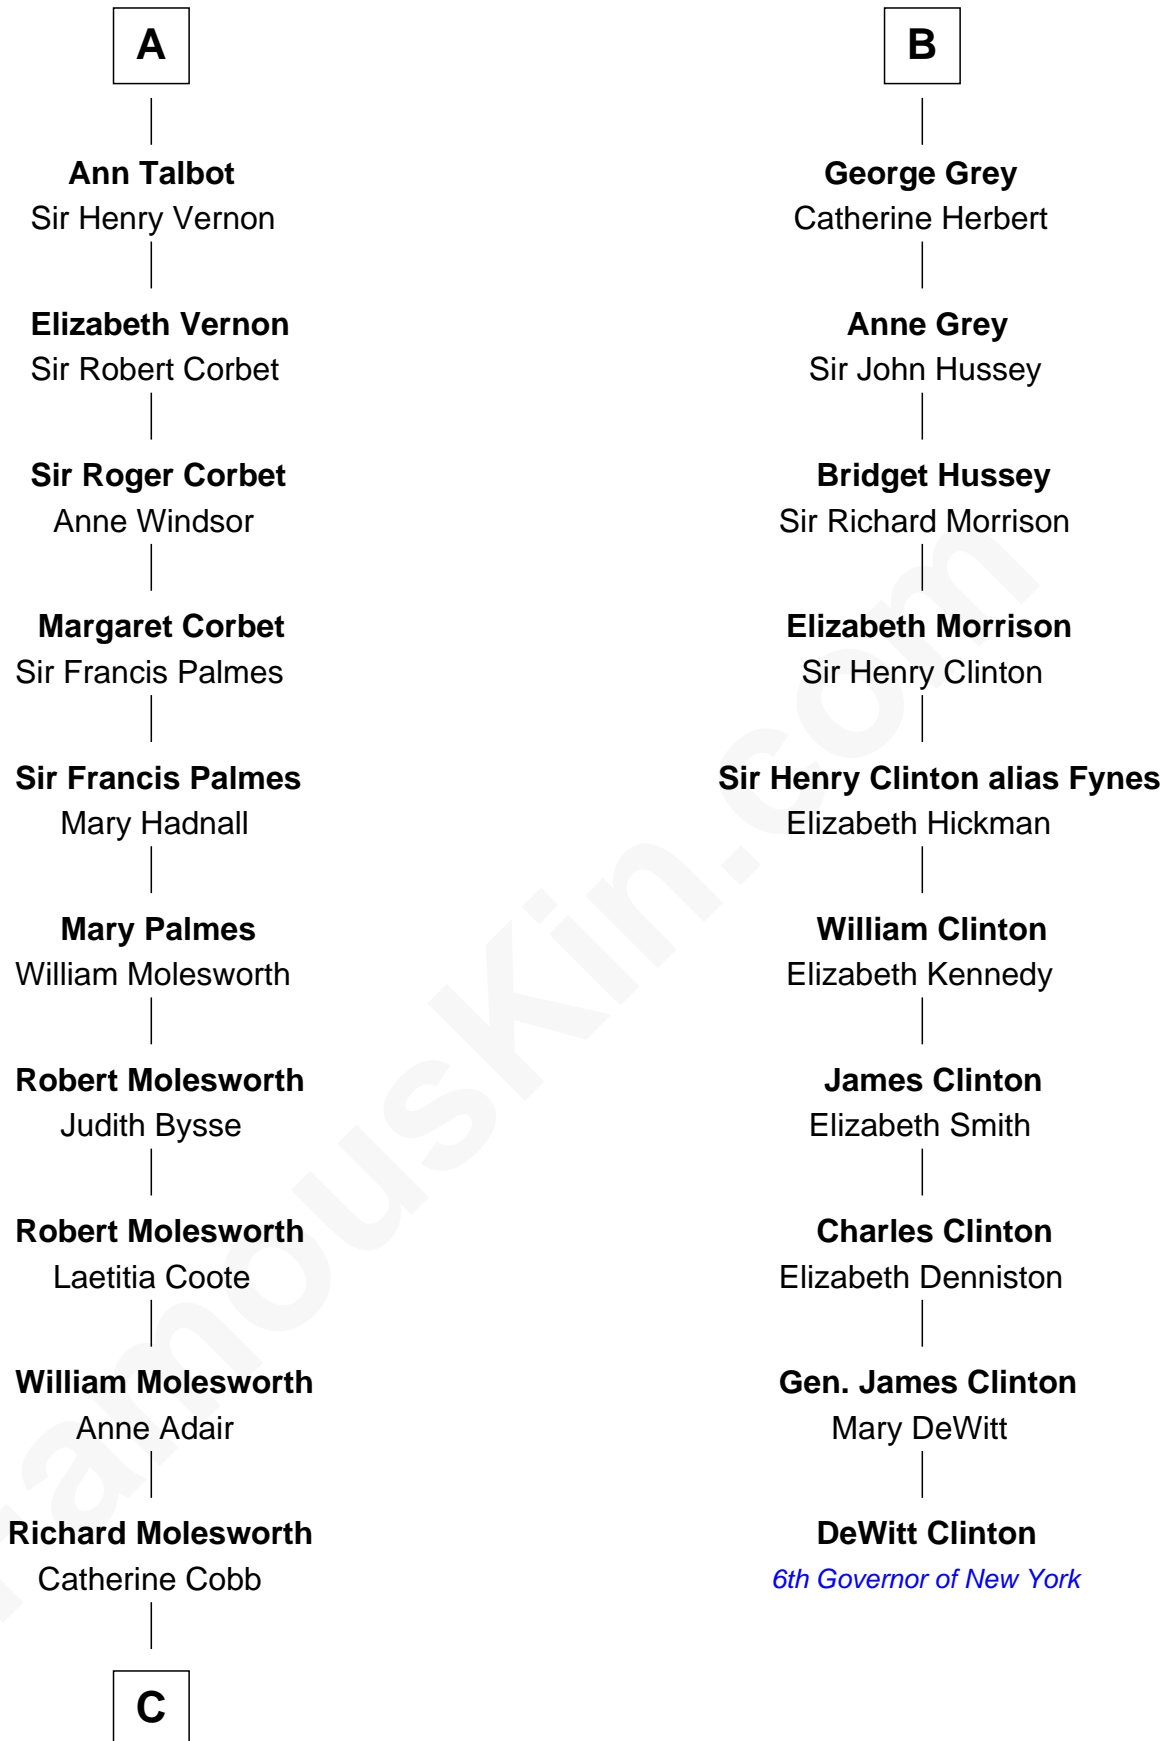 A
Ann Talbot
Sir Henry Vernon
Elizabeth Vernon
Sir Robert Corbet
Sir Roger Corbet
Anne Windsor
Margaret Corbet
Sir Francis Palmes
Sir Francis Palmes
Mary Hadnall
Mary Palmes
William Molesworth
Robert Molesworth
Judith Bysse
Robert Molesworth
Laetitia Coote
William Molesworth
Anne Adair
Richard Molesworth
Catherine Cobb
C
B
George Grey
Catherine Herbert
Anne Grey
Sir John Hussey
Bridget Hussey
Sir Richard Morrison
Elizabeth Morrison
Sir Henry Clinton
Sir Henry Clinton alias Fynes
Elizabeth Hickman
William Clinton
Elizabeth Kennedy
James Clinton
Elizabeth Smith
Charles Clinton
Elizabeth Denniston
Gen. James Clinton
Mary DeWitt
DeWitt Clinton
6th Governor of New York
FamousKin.com